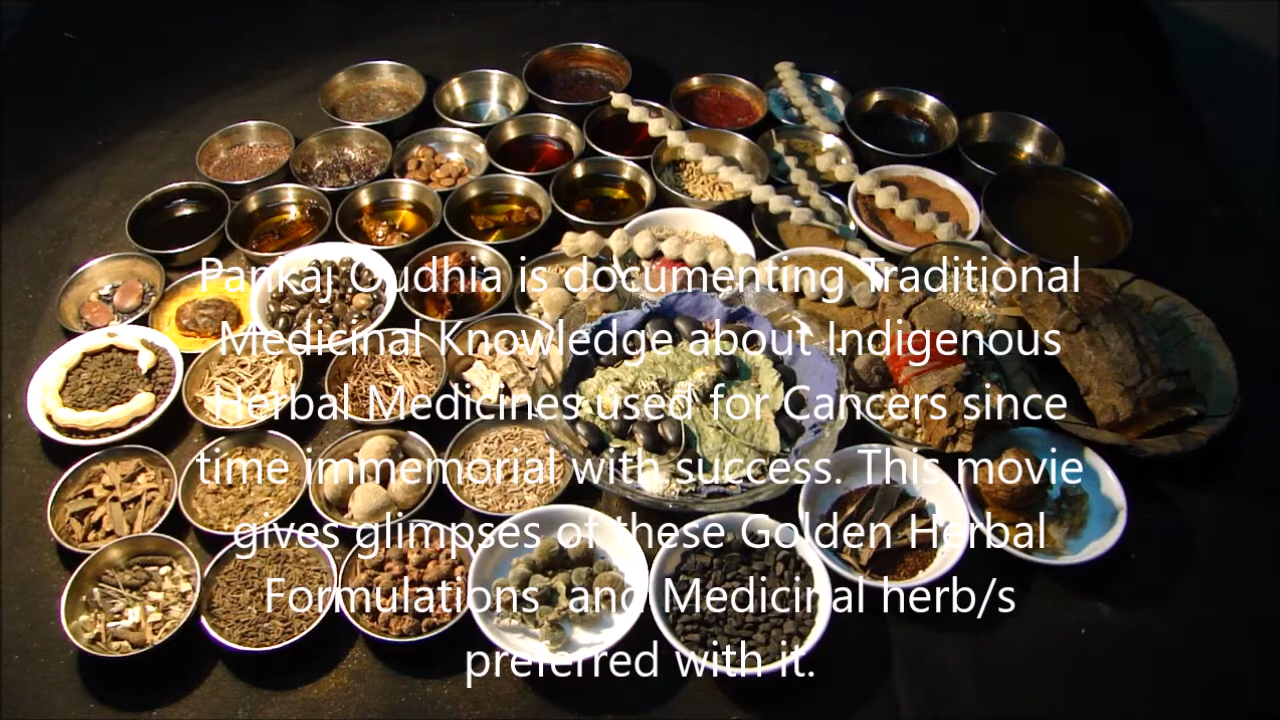 Pankaj Oudhia is documenting Traditional
Medicinal Knowledge about Indigenous
Herbal Medicines used for Cancers since
time immemorial with success. This movie
gives glimpses of these Golden Herbal
Formulations  and Medicinal herb/s
preferred with it.